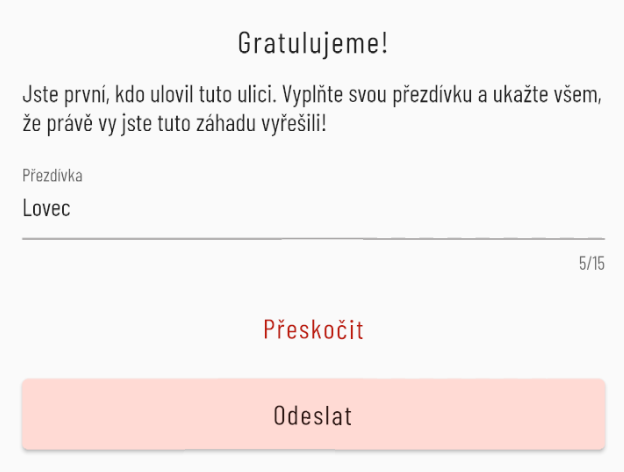 Gratulujeme!
Jste první, kdo ulovil tuto ulici. Vyplňte svou přezdívku a ukažte všem,
že právě vy jste tuto záhadu vyřešili!
Přezdívka
Lovec
5/15
Přeskočit
Odeslat